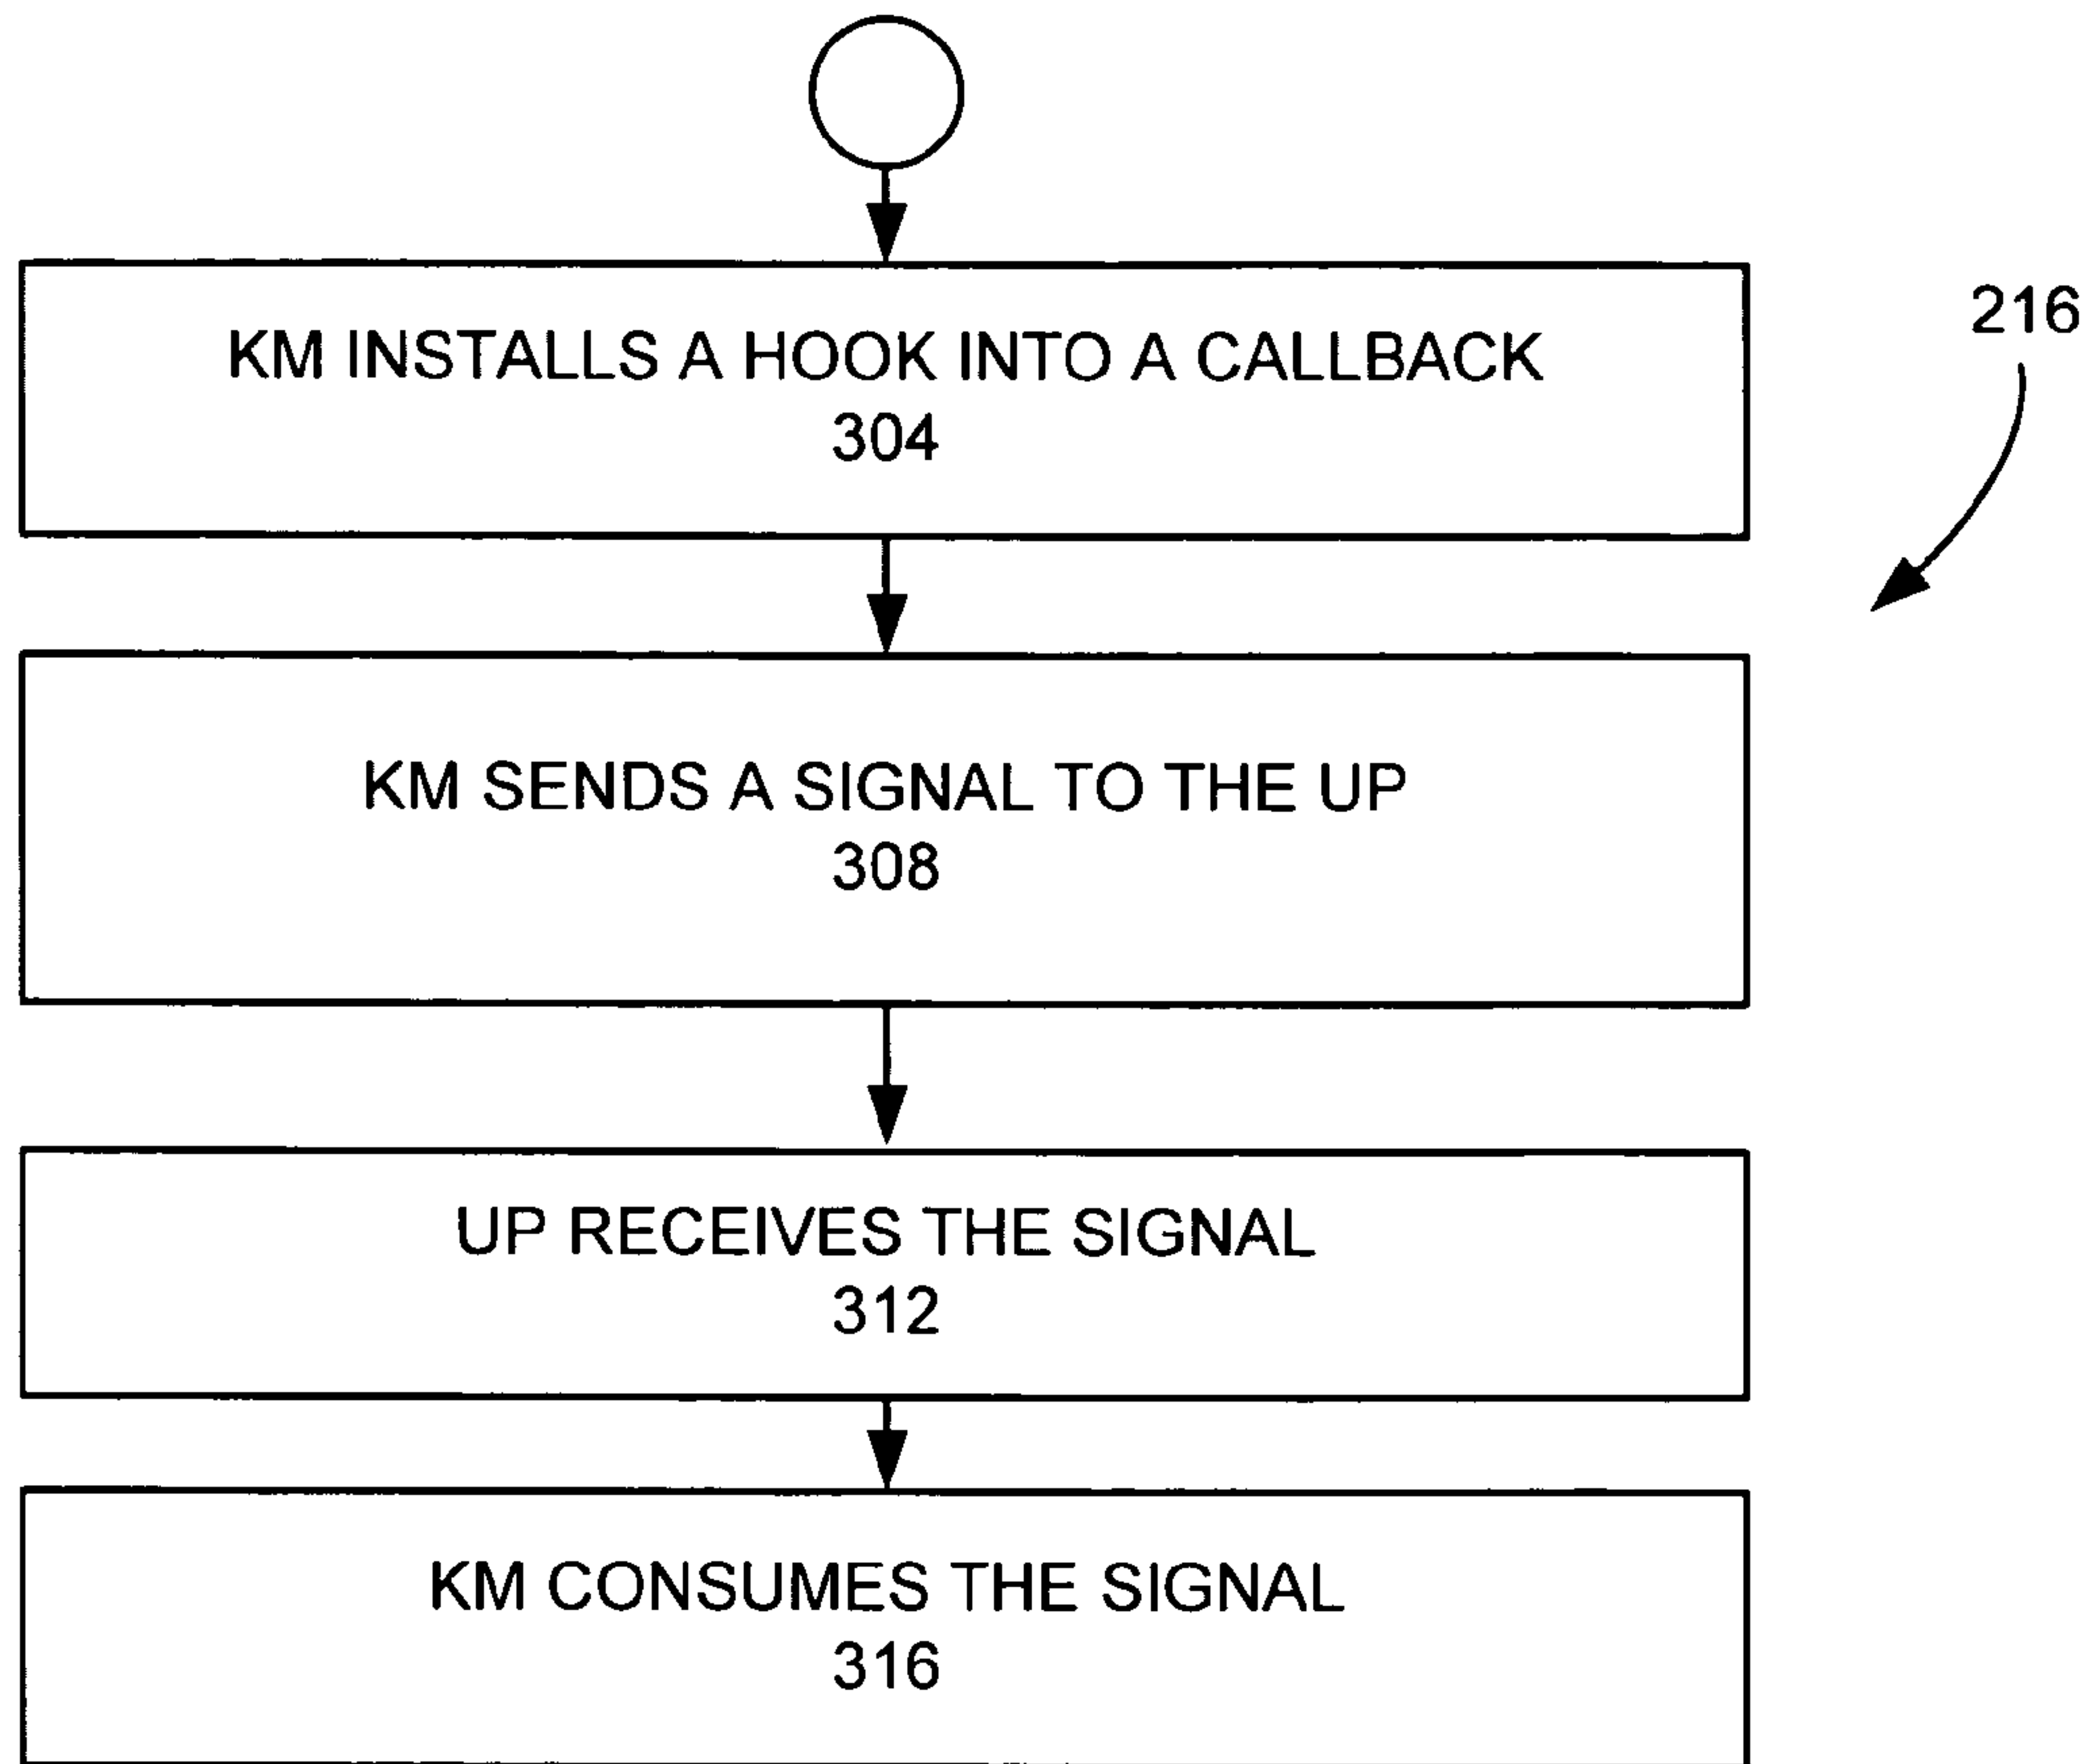 KM INSTALLS A HOOK INTO A CALLBACK
304
216
KM SENDS A SIGNAL TO THE UP
308
UP RECEIVES THE SIGNAL
312
KM CONSUMES THE SIGNAL
316